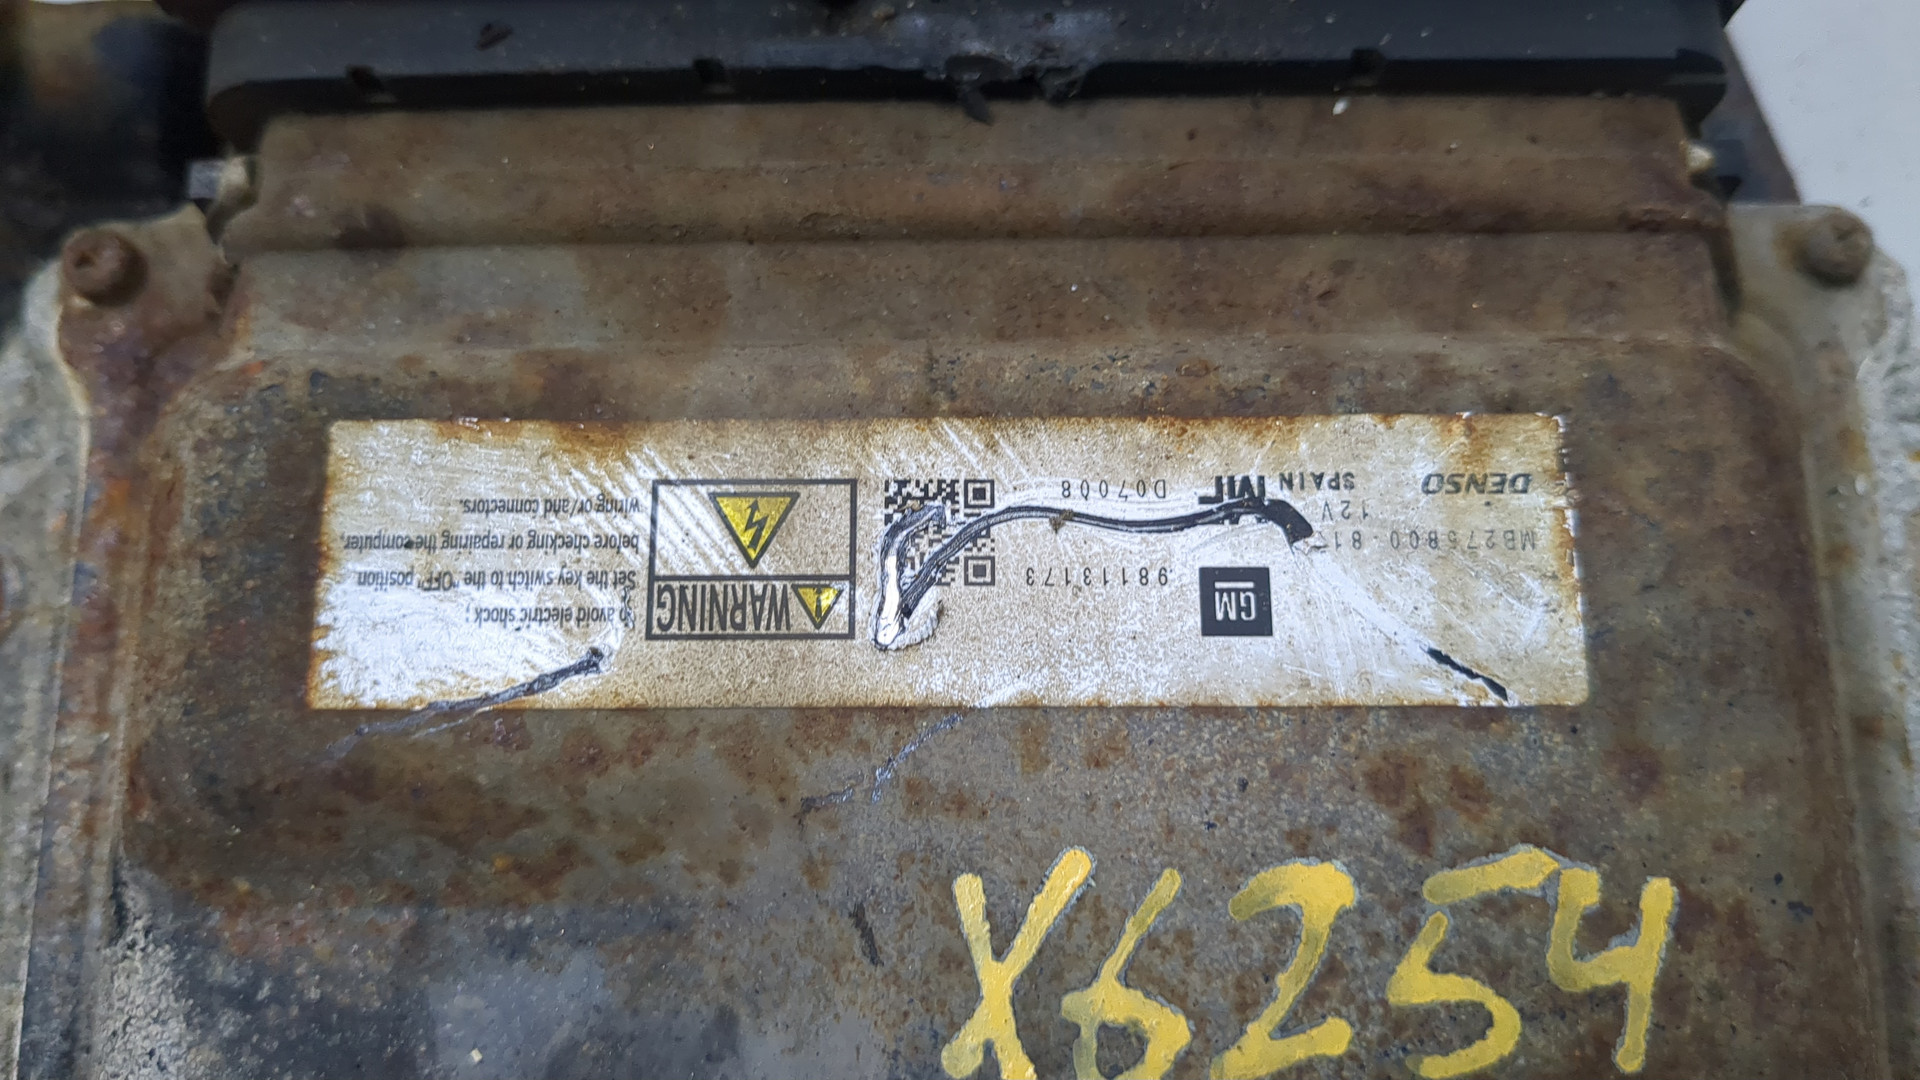 GM
98113173
MB275800-81
12V
DENSO
SPAIN
D07008
WARNING
To avoid electric shock;
Set the key switch to the "OFF" position
before checking or repairing the computer,
wiring or/and connectors.
X6254